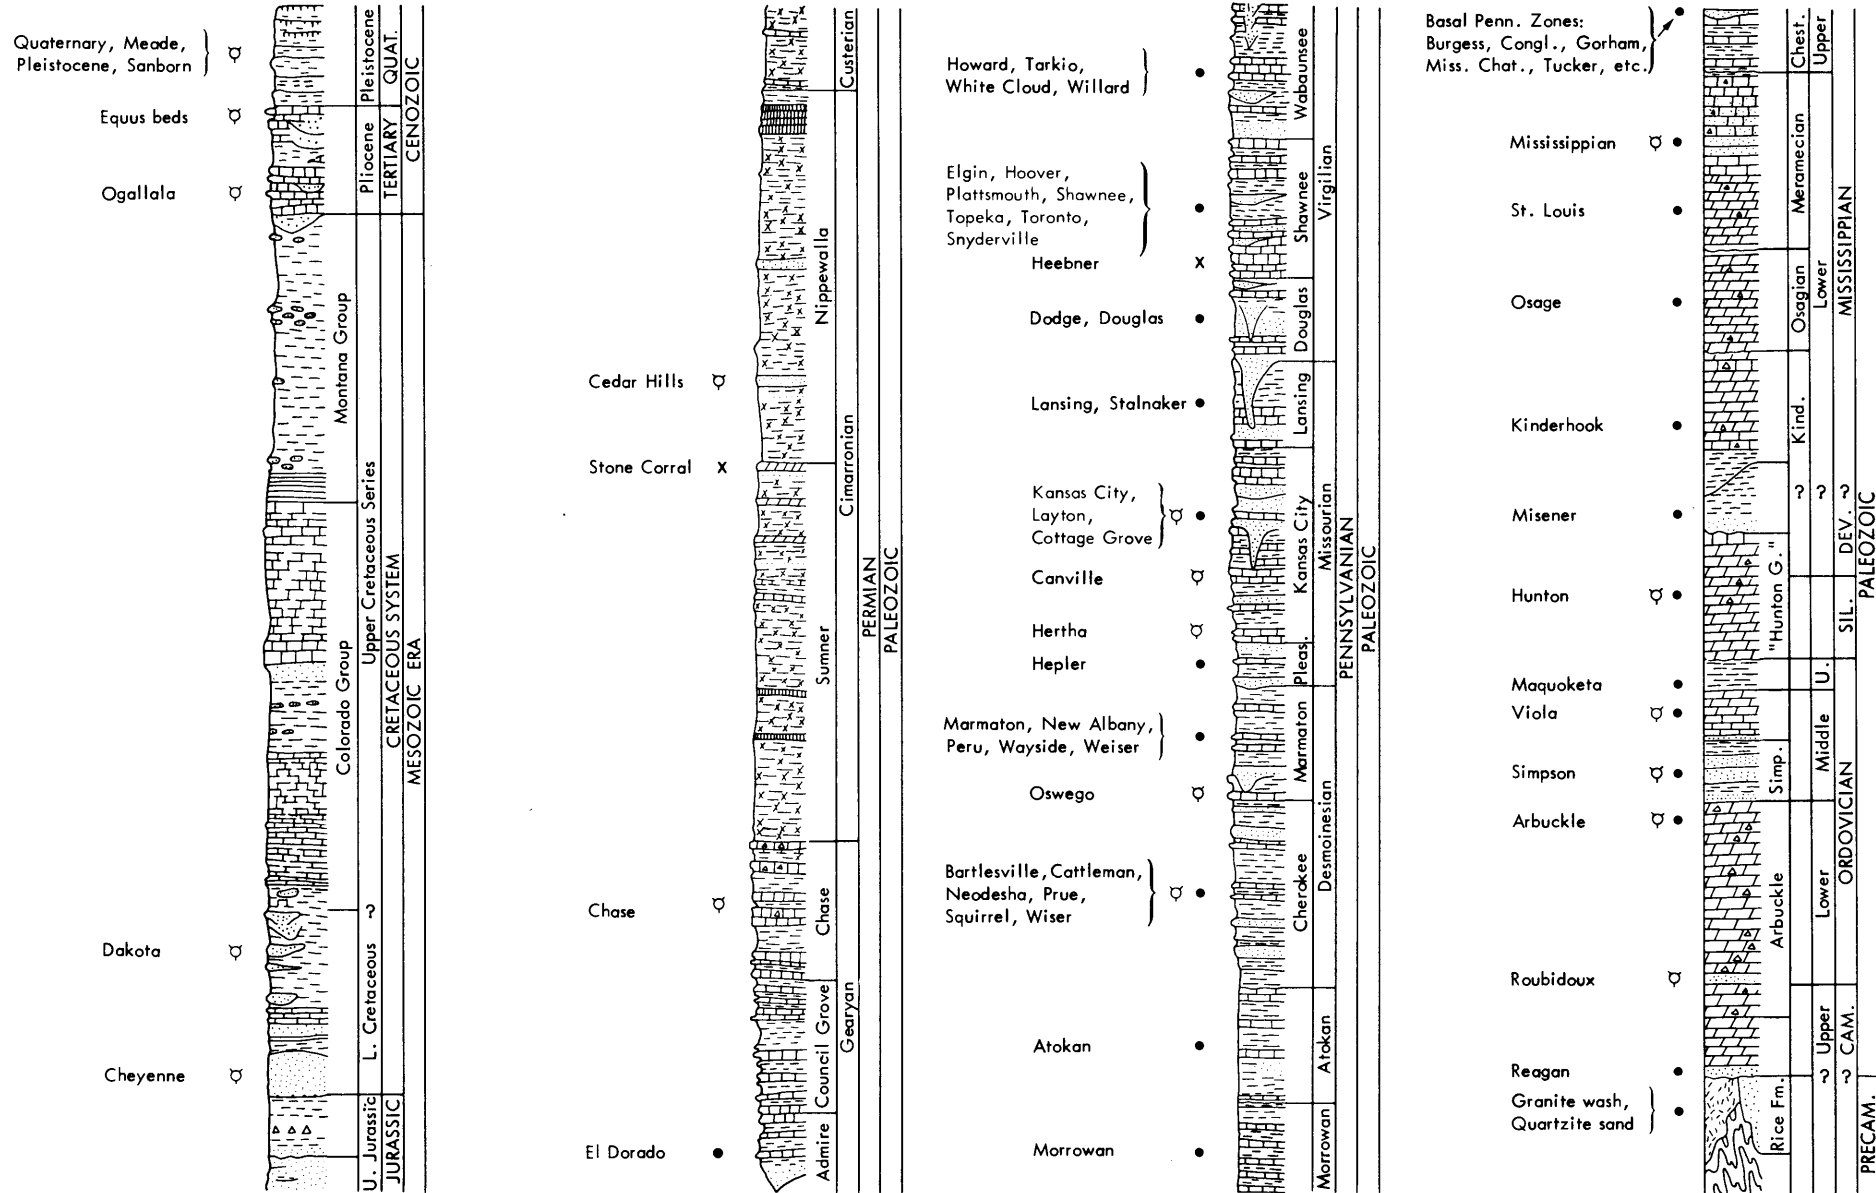 Quaternary, Meade,
Pleistocene, Sanborn
Equus beds
Ogallala
Dakota
Cheyenne
Pleistocene
QUAT.
Pliocene
TERTIARY
CENOZOIC
Montana Group
Colorado Group
Upper Cretaceous Series
?
L. Cretaceous
CRETACEOUS SYSTEM
MESOZOIC ERA
U. Jurassic
JURASSIC
Cedar Hills
Stone Corral X
Chase
El Dorado
Custerian
Nippewalla
Cimarronian
Sumner
Chase
Council Grove
Admire
Gearyan
PERMIAN
PALEOZOIC
Howard, Tarkio,
White Cloud, Willard
Elgin, Hoover,
Plattsmouth, Shawnee,
Topeka, Toronto,
Snyderville
Heebner X
Dodge, Douglas
Lansing, Stalnaker
Kansas City,
Layton,
Cottage Grove
Canville
Hertha
Hepler
Marmaton, New Albany,
Peru, Wayside, Weiser
Oswego
Bartlesville, Cattleman,
Neodesha, Prue,
Squirrel, Wiser
Atokan
Morrowan
Wabaunsee
Shawnee
Virgilian
Douglas
Lansing
Kansas City
Missourian
Pleas.
Marmaton
Cherokee
Desmoinesian
Atokan
Morrowan
PENNSYLVANIAN
PALEOZOIC
Basal Penn. Zones:
Burgess, Congl., Gorham,
Miss. Chat., Tucker, etc.
Mississippian
St. Louis
Osage
Kinderhook
Misener
Hunton
Maquoketa
Viola
Simpson
Arbuckle
Roubidoux
Reagan
Granite wash,
Quartzite sand
Chest.
Upper
Meramecian
Osagian
Lower
Kind.
MISSISSIPPIAN
? ? ?
DEV.
"Hunton G."
SIL.
U.
Middle
Simp.
Arbuckle
Lower
ORDOVICIAN
Upper
CAM.
? ?
Rice Fm.
PALEOZOIC
PRECAM.